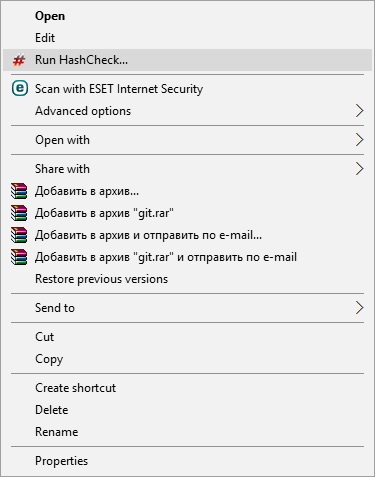 Open
Edit
Run HashCheck...
Scan with ESET Internet Security
Advanced options
Open with
Share with
Добавить в архив...
Добавить в архив "git.rar"
Добавить в архив и отправить по e-mail...
Добавить в архив "git.rar" и отправить по e-mail
Restore previous versions
Send to
Cut
Copy
Create shortcut
Delete
Rename
Properties